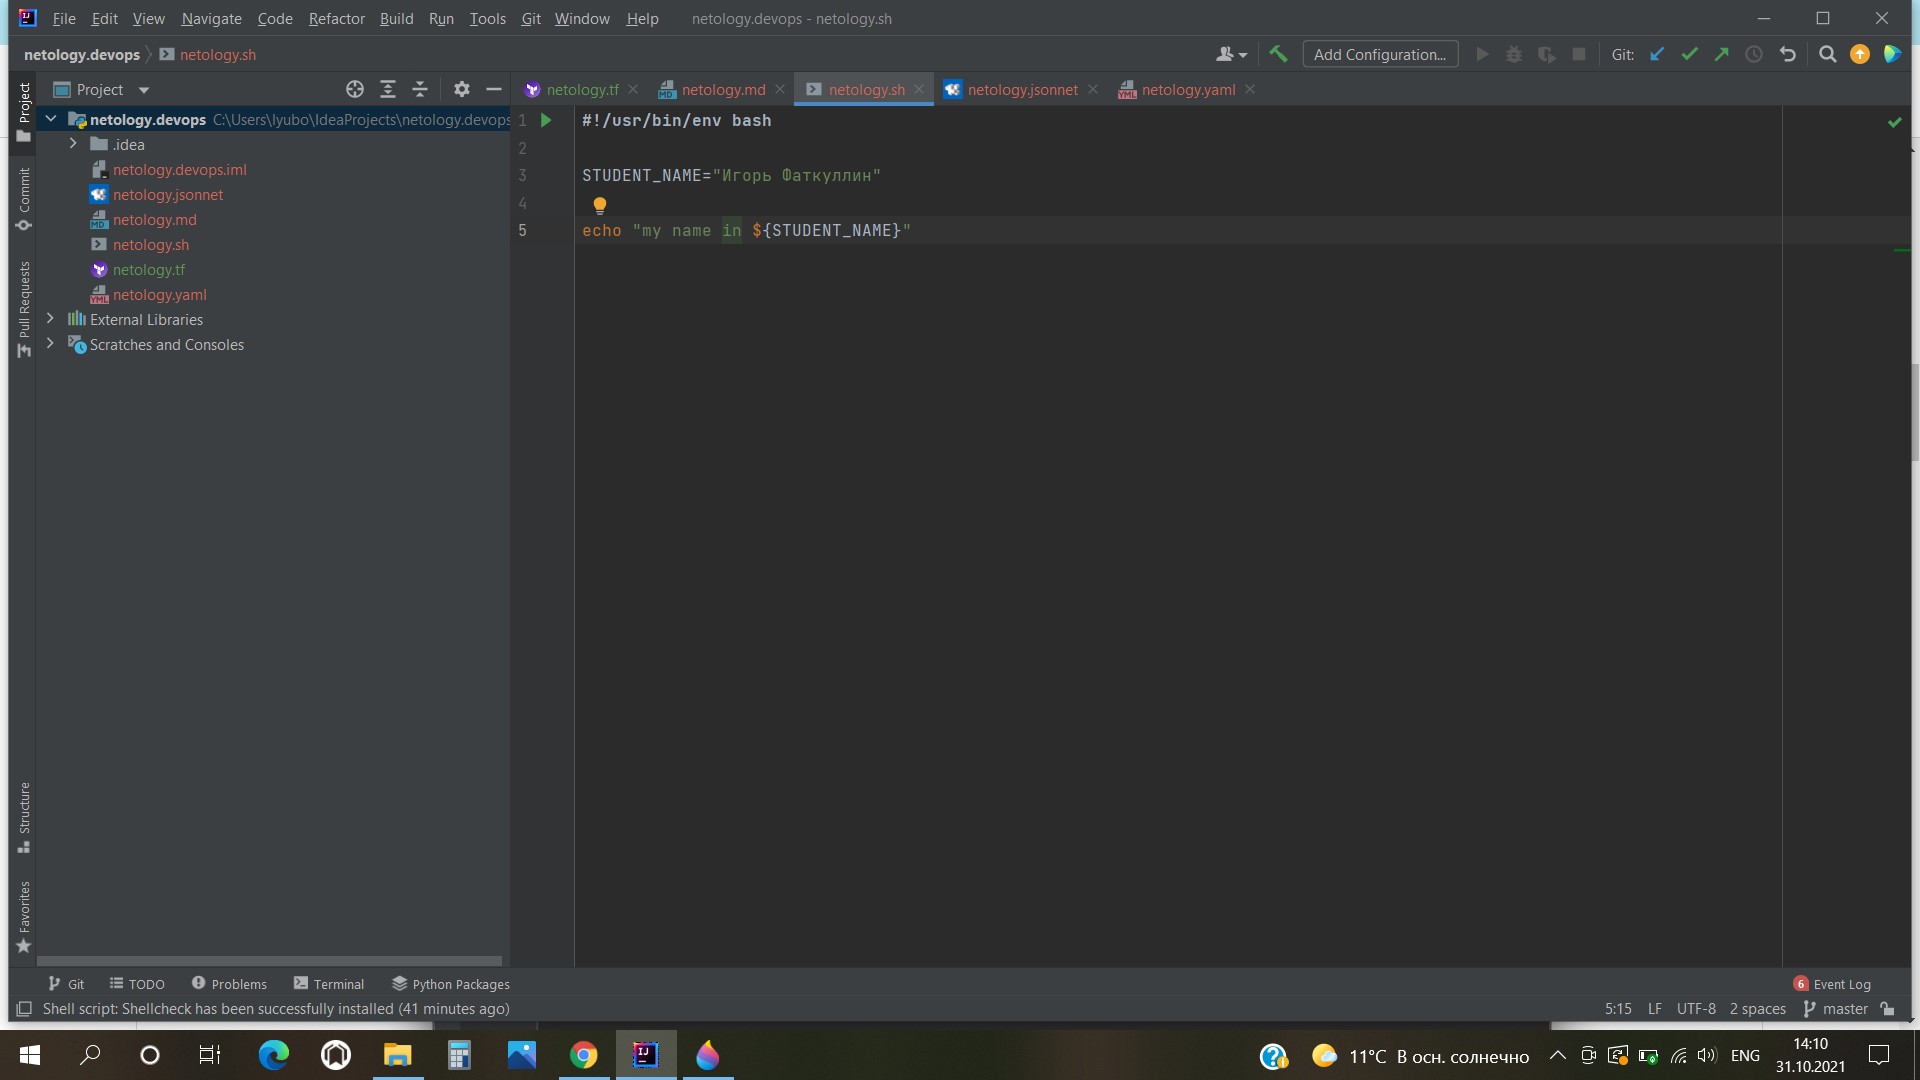 File Edit View Navigate Code Refactor Build Run Tools Git Window Help netology.devops - netology.sh
netology.devops netology.sh Add Configuration... Git:
Project netology.tf netology.md netology.sh netology.jsonnet netology.yaml
netology.devops C:\Users\lyubo\IdeaProjects\netology.devops
.idea
netology.devops.iml
netology.jsonnet
netology.md
netology.sh
netology.tf
netology.yaml
External Libraries
Scratches and Consoles
Project
Commit
Pull Requests
Structure
Favorites
1 #!/usr/bin/env bash
2
3 STUDENT_NAME="Игорь Фаткуллин"
4
5 echo "my name in ${STUDENT_NAME}"
Git TODO Problems Terminal Python Packages 6 Event Log
Shell script: Shellcheck has been successfully installed (41 minutes ago) 5:15 LF UTF-8 2 spaces master
11°C В осн. солнечно ENG 14:10
31.10.2021